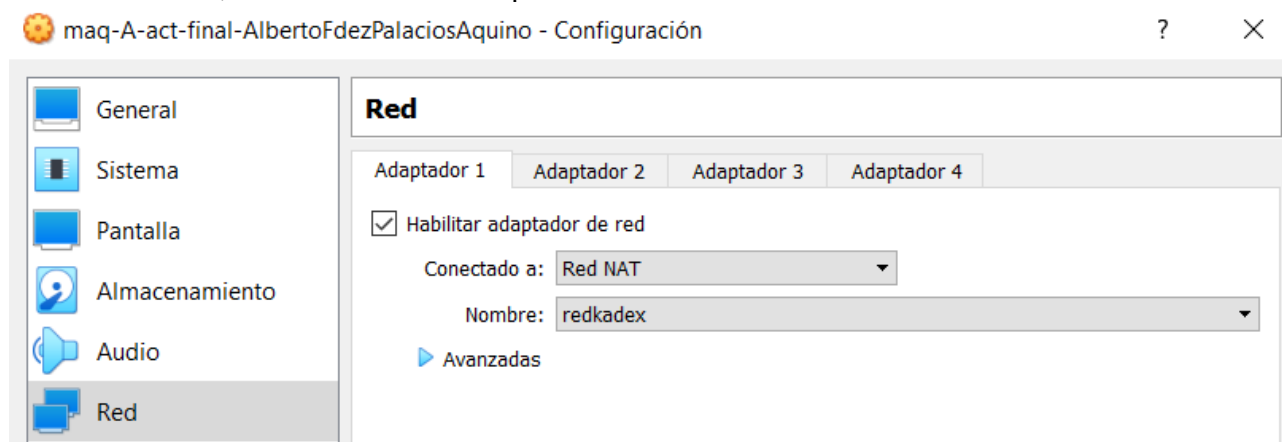 maq-A-act-final-AlbertoFdezPalaciosAquino - Configuración ? ×
General
Sistema
Pantalla
Almacenamiento
Audio
Red
Red
Adaptador 1 Adaptador 2 Adaptador 3 Adaptador 4
Habilitar adaptador de red
Conectado a: Red NAT
Nombre: redkadex
Avanzadas